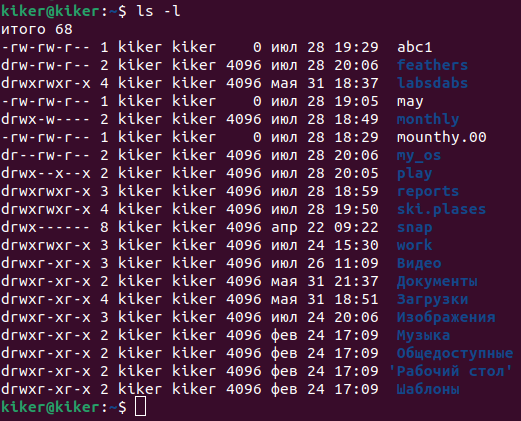 kiker@kiker:~$ ls -l
итого 68
-rw-rw-r-- 1 kiker kiker    0 июл 28 19:29  abc1
drw-rw-r-- 2 kiker kiker 4096 июл 28 20:06  feathers
drwxrwxr-x 4 kiker kiker 4096 мая 31 18:37  labsdabs
-rw-rw-r-- 1 kiker kiker    0 июл 28 19:05  may
drwx-w---- 2 kiker kiker 4096 июл 28 18:49  monthly
-rw-rw-r-- 1 kiker kiker    0 июл 28 18:29  mounthy.00
dr--rw-r-- 2 kiker kiker 4096 июл 28 20:06  my_os
drwx--x--x 2 kiker kiker 4096 июл 28 20:05  play
drwxrwxr-x 3 kiker kiker 4096 июл 28 18:59  reports
drwxrwxr-x 4 kiker kiker 4096 июл 28 19:50  ski.plases
drwx------ 8 kiker kiker 4096 апр 22 09:22  snap
drwxrwxr-x 3 kiker kiker 4096 июл 24 15:30  work
drwxr-xr-x 3 kiker kiker 4096 июл 26 11:09  Видео
drwxr-xr-x 2 kiker kiker 4096 мая 31 21:37  Документы
drwxr-xr-x 4 kiker kiker 4096 мая 31 18:51  Загрузки
drwxr-xr-x 3 kiker kiker 4096 июл 24 20:06  Изображения
drwxr-xr-x 2 kiker kiker 4096 фев 24 17:09  Музыка
drwxr-xr-x 2 kiker kiker 4096 фев 24 17:09  Общедоступные
drwxr-xr-x 2 kiker kiker 4096 фев 24 17:09 'Рабочий стол'
drwxr-xr-x 2 kiker kiker 4096 фев 24 17:09  Шаблоны
kiker@kiker:~$